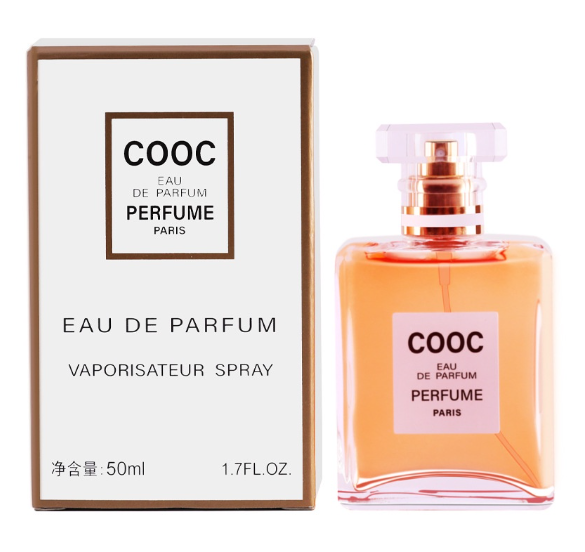 COOC
EAU
DE PARFUM
PERFUME
PARIS
EAU DE PARFUM
VAPORISATEUR SPRAY
净含量:50ml
1.7FL.OZ.
COOC
EAU
DE PARFUM
PERFUME
PARIS